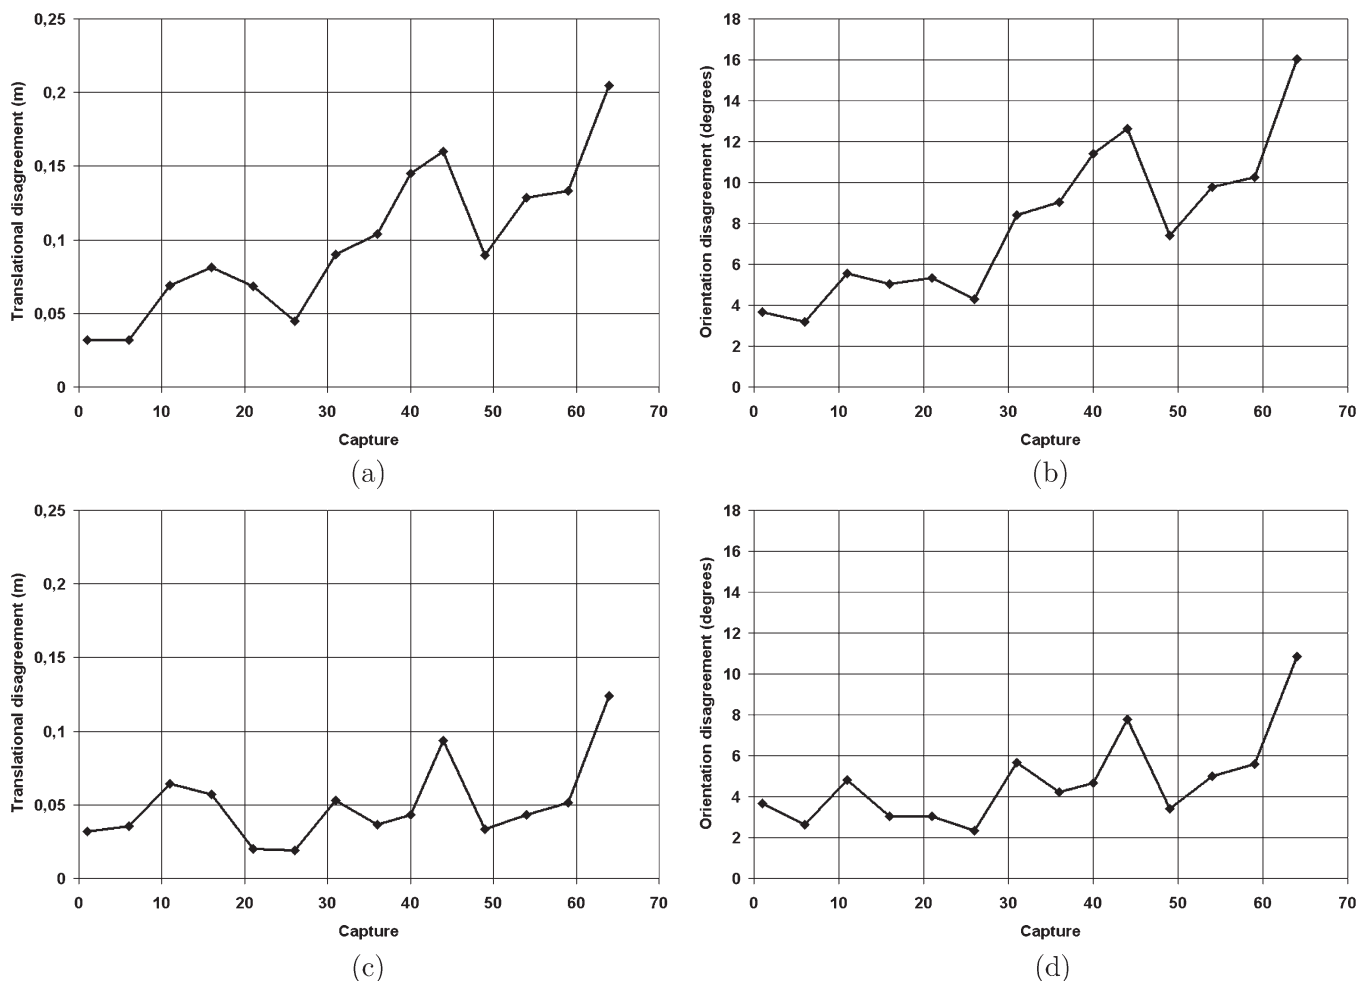 0,25
0,2
0,15
0,1
0,05
0
Translational disagreement (m)
0 10 20 30 40 50 60 70
Capture
(a)
18
16
14
12
10
8
6
4
2
0
Orientation disagreement (degrees)
0 10 20 30 40 50 60 70
Capture
(b)
0,25
0,2
0,15
0,1
0,05
0
Translational disagreement (m)
0 10 20 30 40 50 60 70
Capture
(c)
18
16
14
12
10
8
6
4
2
0
Orientation disagreement (degrees)
0 10 20 30 40 50 60 70
Capture
(d)